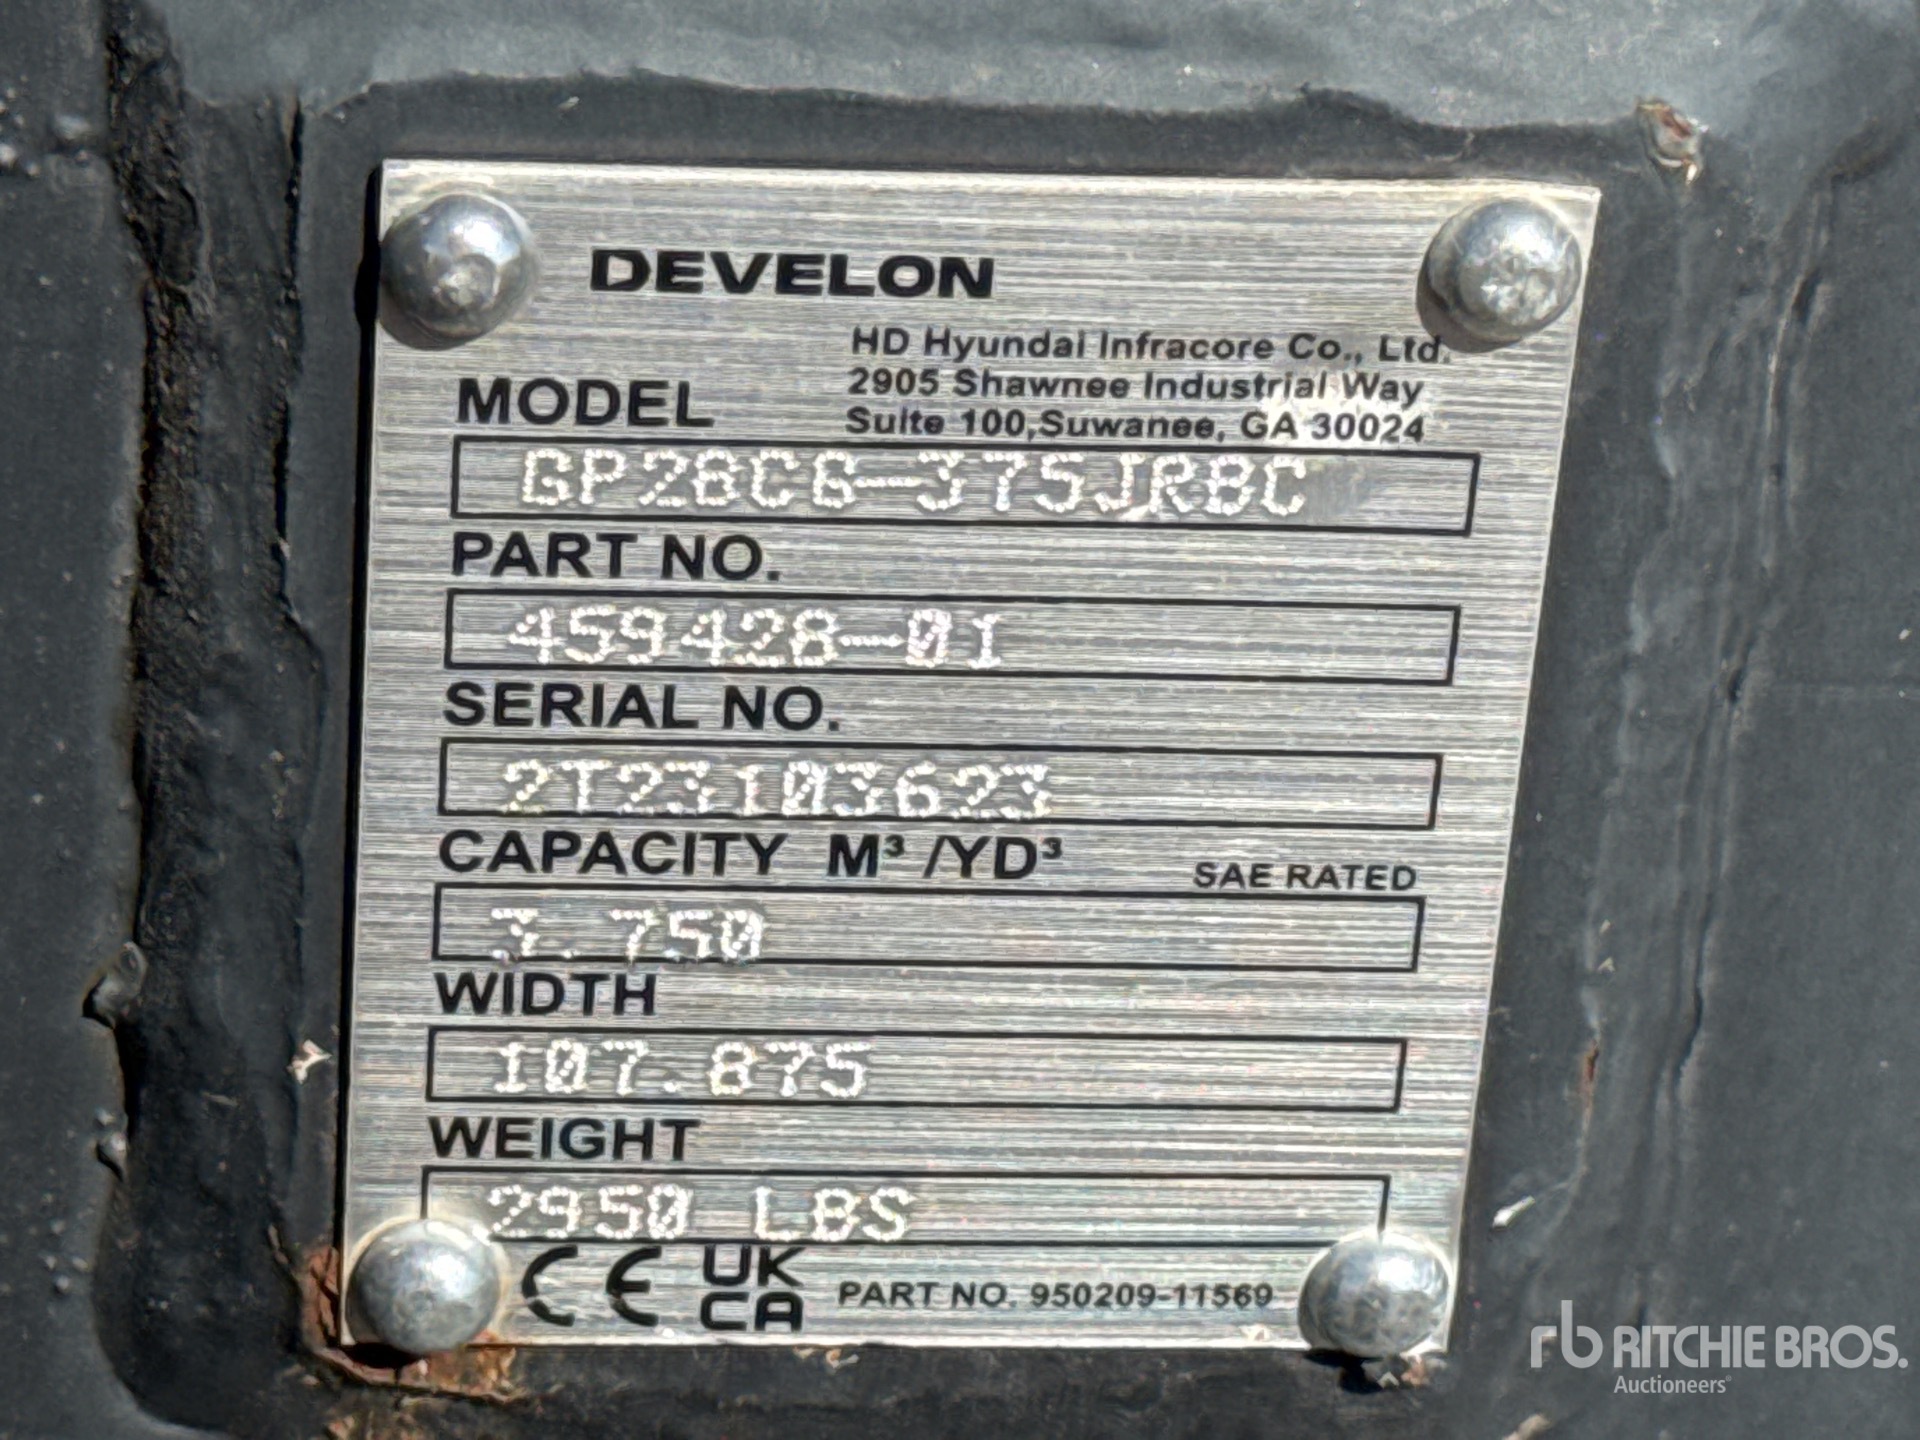 DEVELON
HD Hyundai Infracore Co., Ltd.
2905 Shawnee Industrial Way
Suite 100,Suwanee, GA 30024
MODEL
GP28CG-375JRBC
PART NO.
459428-01
SERIAL NO.
2T23103623
CAPACITY M³ /YD³ SAE RATED
3.750
WIDTH
107.875
WEIGHT
2950 LBS
CE UK CA PART NO. 950209-11569
rb RITCHIE BROS.
Auctioneers